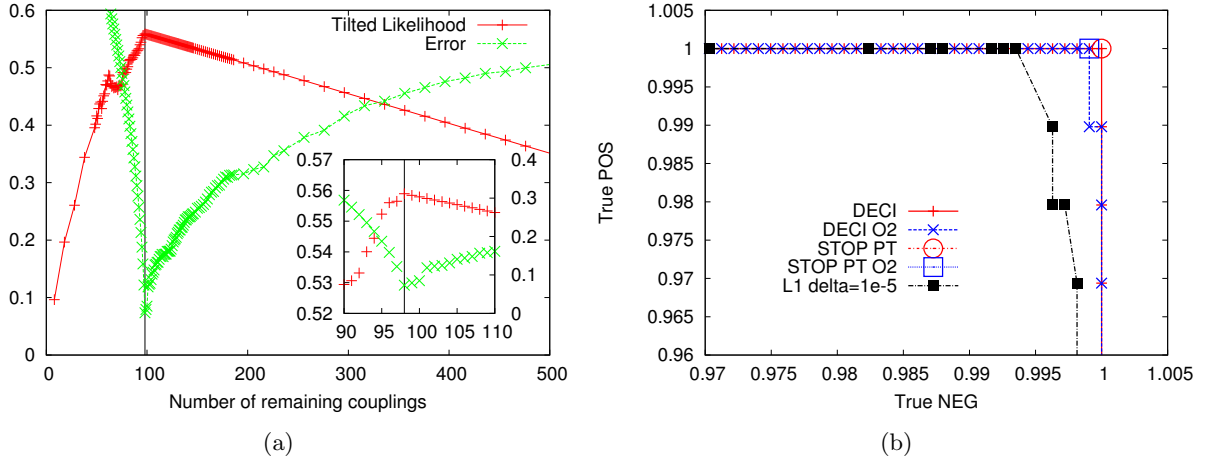 0.6
0.5
0.4
0.3
0.2
0.1
0
0 100 200 300 400 500
Number of remaining couplings
Tilted Likelihood
Error
0.57
0.56
0.55
0.54
0.53
0.52
0.4
0.3
0.2
0.1
0
90 95 100 105 110
(a)
1.005
1
0.995
0.99
0.985
0.98
0.975
0.97
0.965
0.96
True POS
0.97 0.975 0.98 0.985 0.99 0.995 1 1.005
True NEG
DECI
DECI O2
STOP PT
STOP PT O2
L1 delta=1e-5
(b)